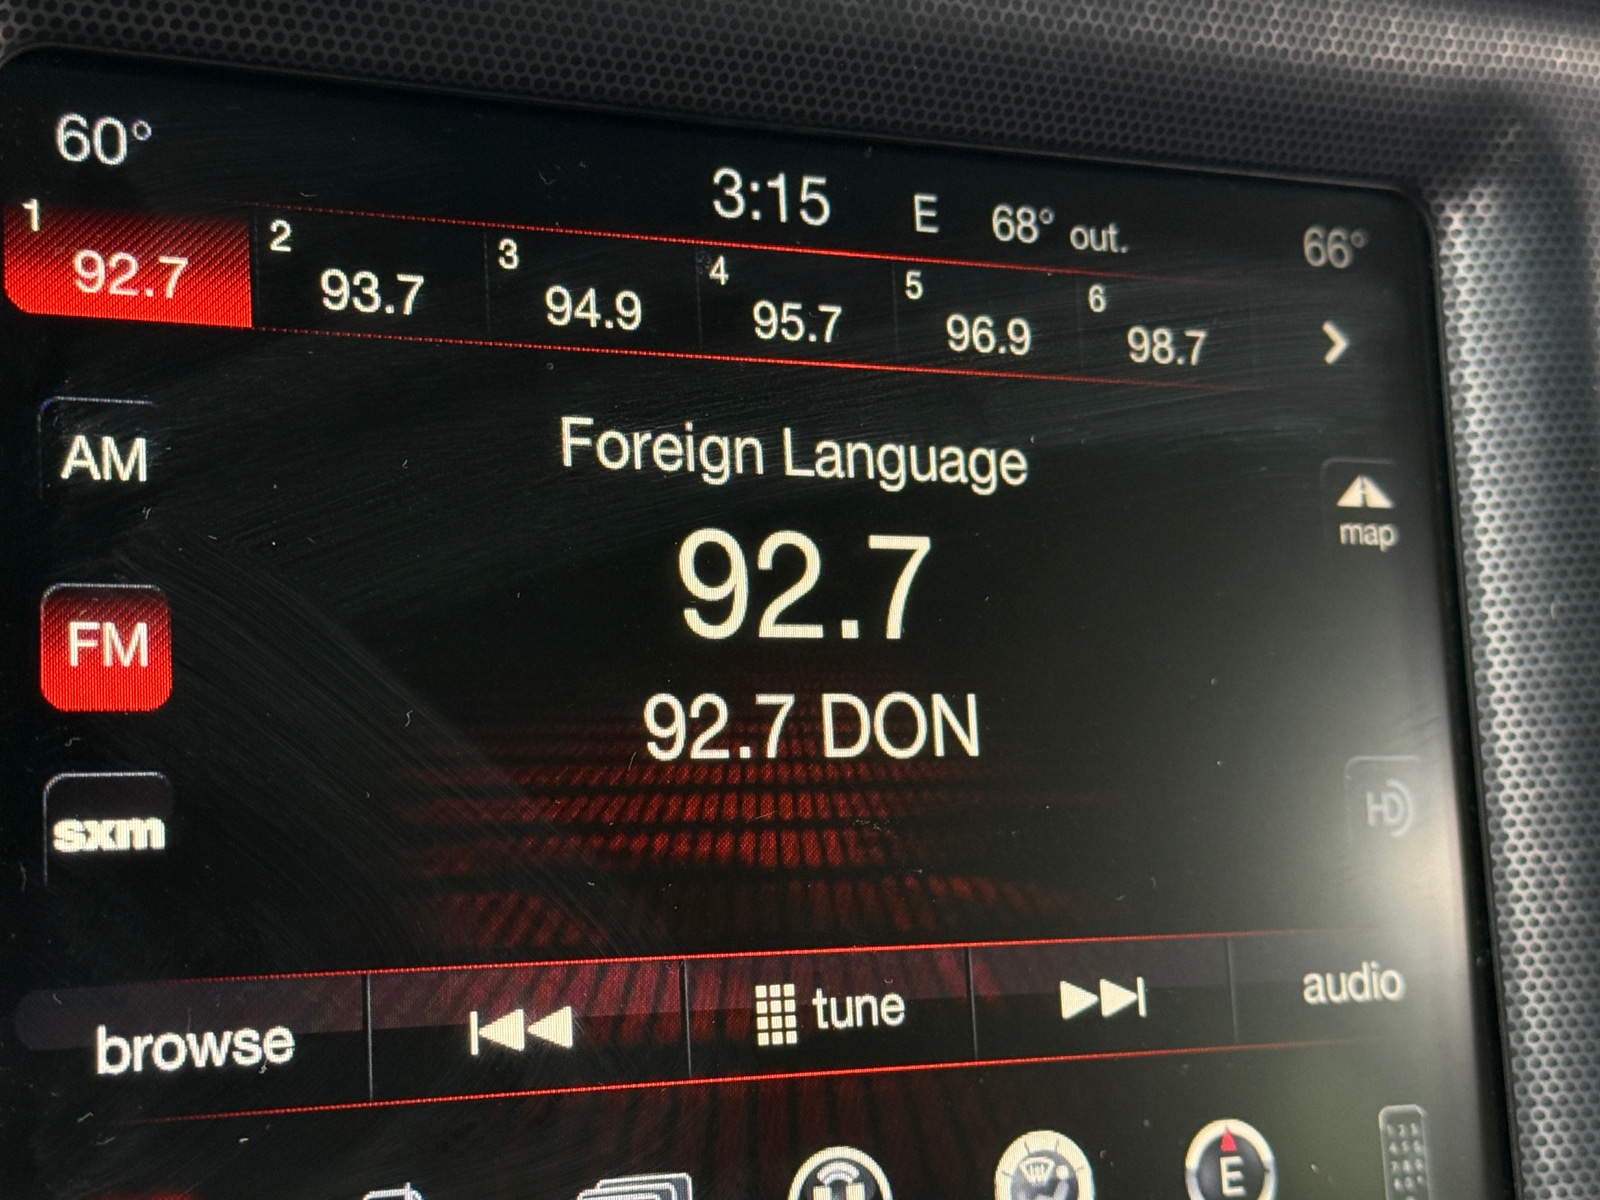 60°
3:15 E 68° out. 66°
1 92.7 2 93.7 3 94.9 4 95.7 5 96.9 6 98.7
AM
Foreign Language
map
92.7
FM
92.7 DON
HD
sxm
browse tune audio
E